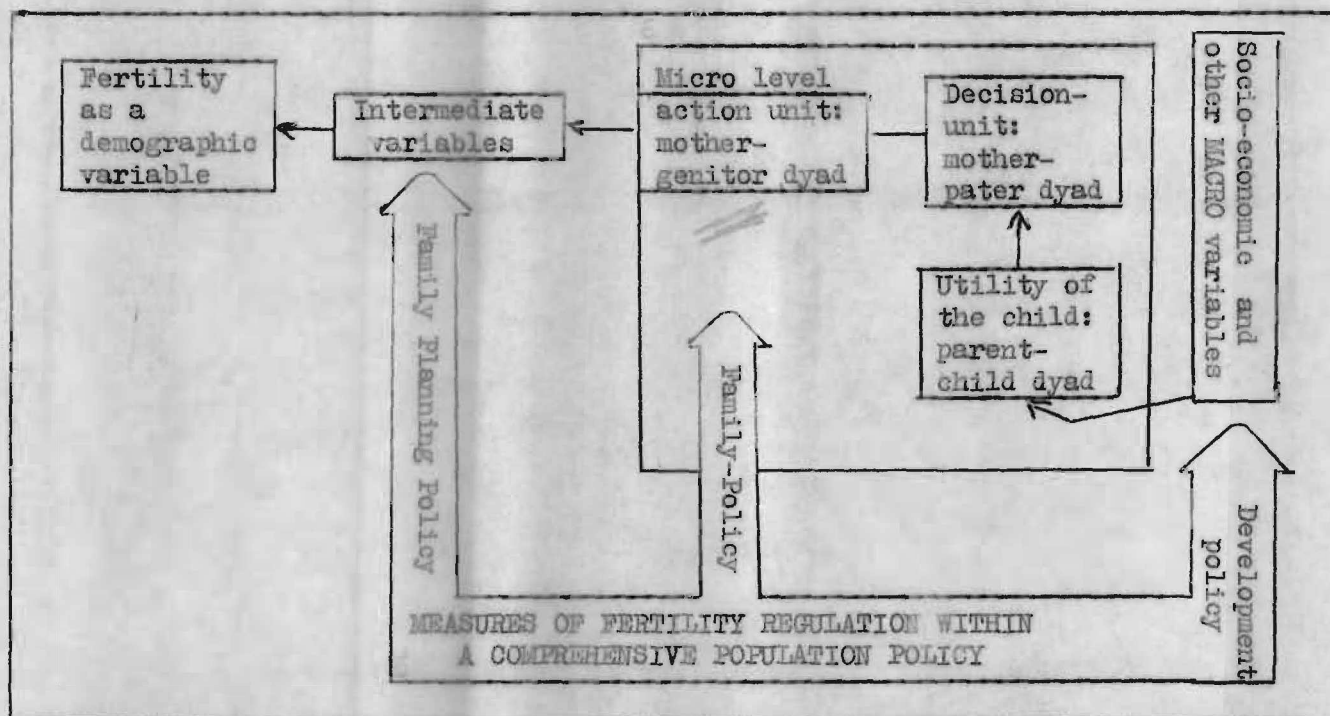 Fertility
as a
demographic
variable
Intermediate
variables
Micro level
action unit:
mother-
genitor dyad
Decision-
unit:
mother-
pater dyad
Utility of
the child:
parent-
child dyad
Socio-economic and
other MACRO variables
Family Planning Policy
Family-Policy
Development
policy
MEASURES OF FERTILITY REGULATION WITHIN
A COMPREHENSIVE POPULATION POLICY